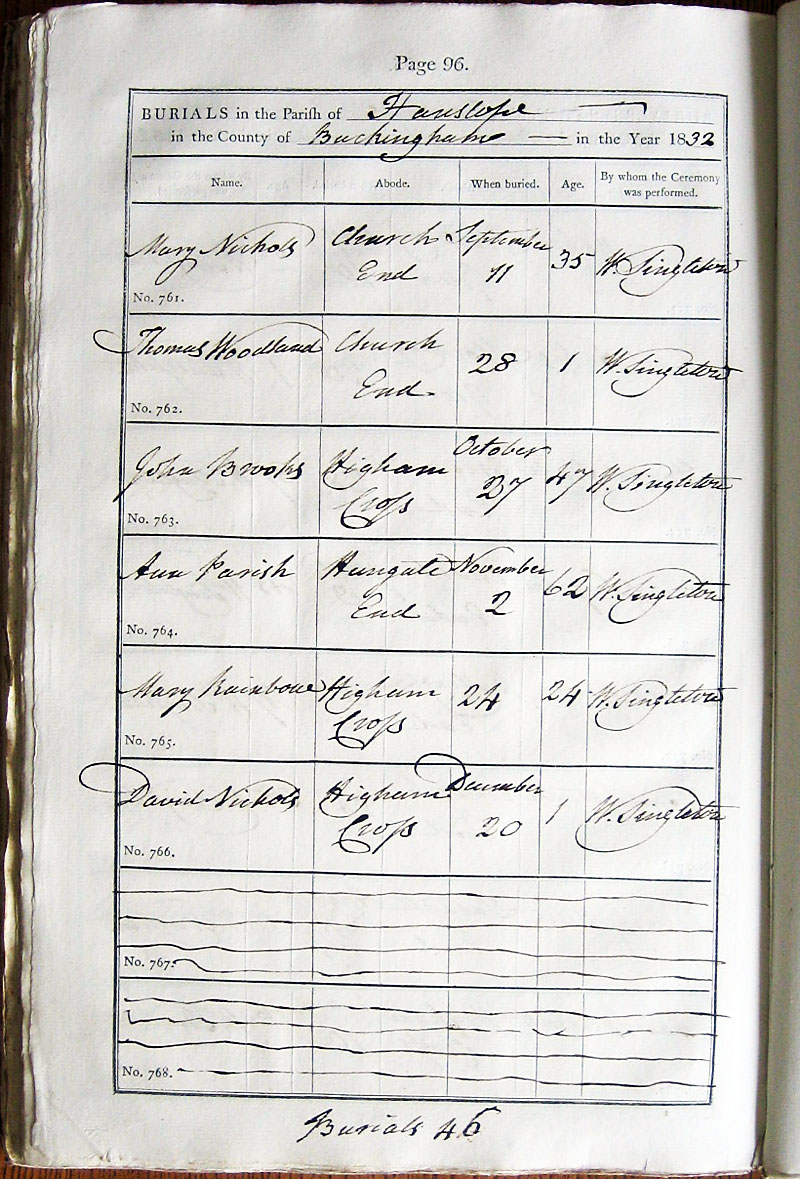 Page 96.
BURIALS in the Parish of Hanslope
in the County of Buckingham in the Year 1832
Name. Abode. When buried. Age. By whom the Ceremony was performed.
Mary Nichols Church End September 11 35 W. Singleton
No. 761.
Thomas Woodland Church End 28 1 W. Singleton
No. 762.
John Brooks Higham Cross October 27 47 W. Singleton
No. 763.
Ann Parish Hungate End November 2 62 W. Singleton
No. 764.
Mary Rainbow Higham Cross 24 24 W. Singleton
No. 765.
David Nichols Higham Cross December 20 1 W. Singleton
No. 766.
No. 767.
No. 768.
Burials 46